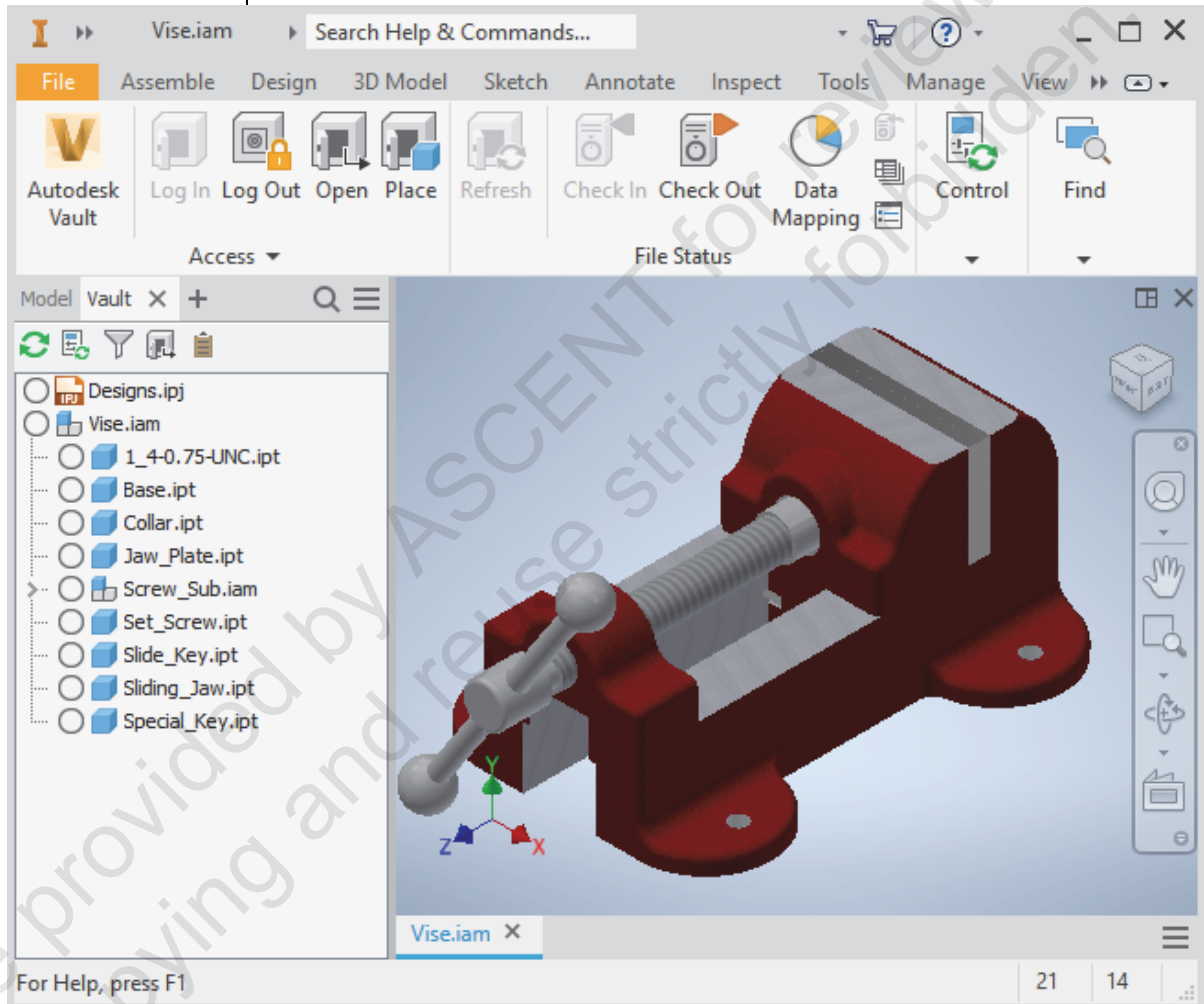 Vise.iam
Search Help & Commands...
File Assemble Design 3D Model Sketch Annotate Inspect Tools Manage View
Autodesk Vault
Log In Log Out Open Place Refresh Check In Check Out Data Mapping Control Find
Access
File Status
Model Vault
Designs.ipj
Vise.iam
1_4-0.75-UNC.ipt
Base.ipt
Collar.ipt
Jaw_Plate.ipt
Screw_Sub.iam
Set_Screw.ipt
Slide_Key.ipt
Sliding_Jaw.ipt
Special_Key.ipt
Y
Z
X
Vise.iam
For Help, press F1
21 14
provided by ASCENT for review
ying and reuse strictly forbidden.